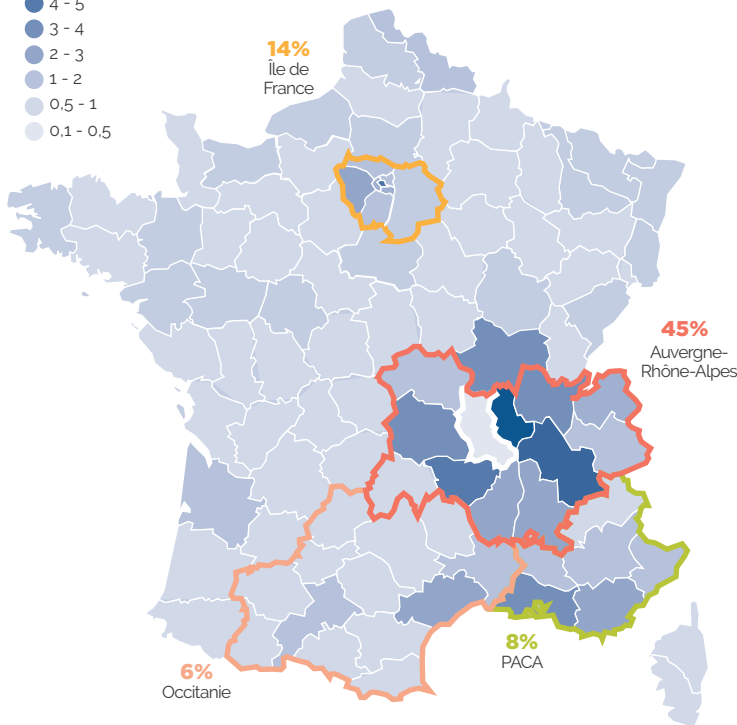 4 - 5
3 - 4
2 - 3
1 - 2
0,5 - 1
0,1 - 0,5
14%
Île de
France
45%
Auvergne-
Rhône-Alpes
8%
PACA
6%
Occitanie